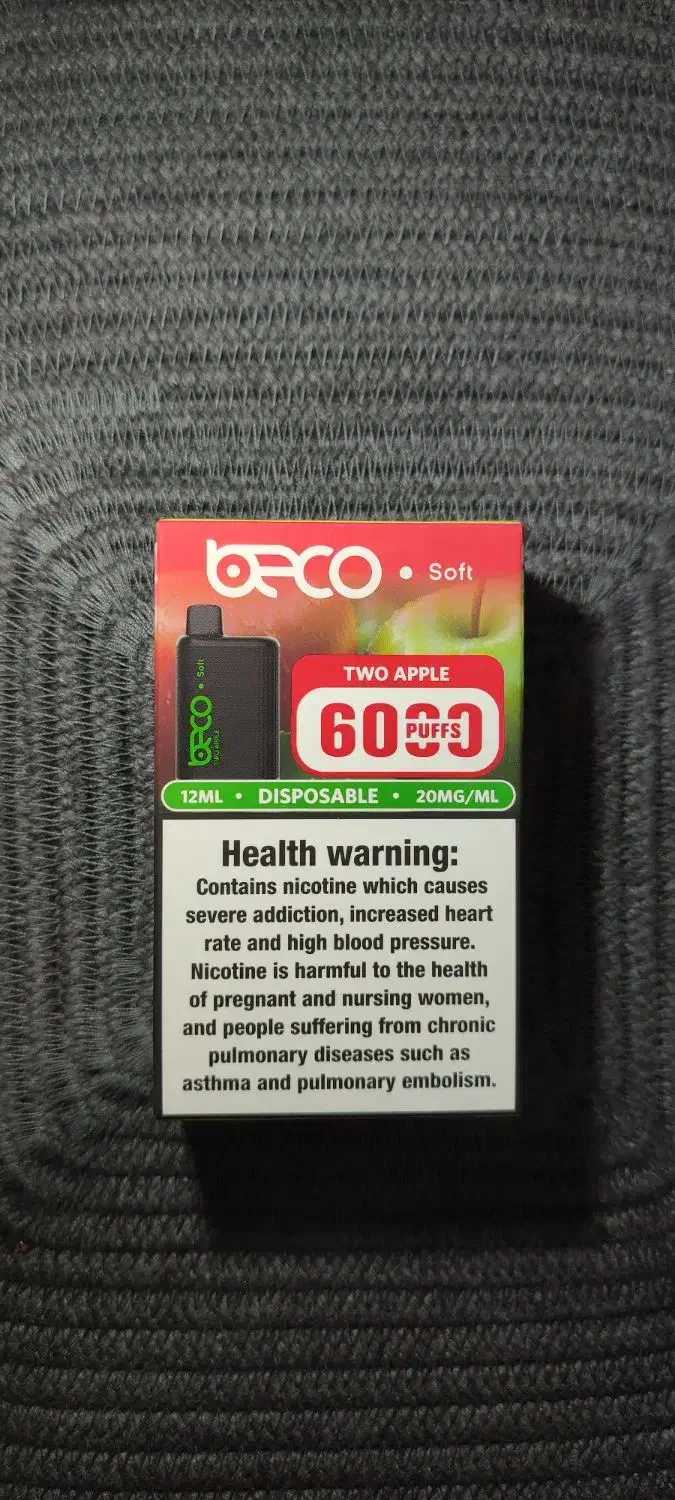 beco • Soft
beco • Soft
TWO APPLE
TWO APPLE
6000
PUFFS
12ML • DISPOSABLE • 20MG/ML
Health warning:
Contains nicotine which causes
severe addiction, increased heart
rate and high blood pressure.
Nicotine is harmful to the health
of pregnant and nursing women,
and people suffering from chronic
pulmonary diseases such as
asthma and pulmonary embolism.